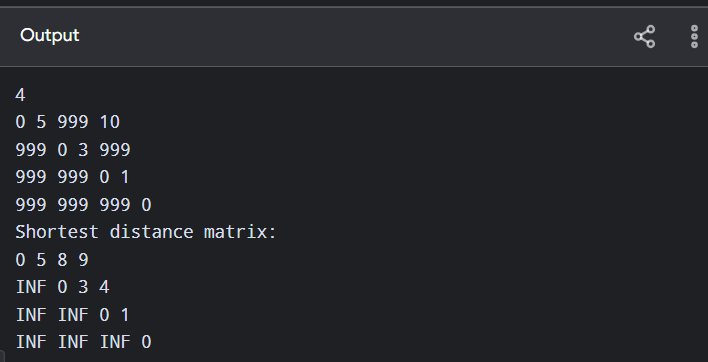 Output
4
0 5 999 10
999 0 3 999
999 999 0 1
999 999 999 0
Shortest distance matrix:
0 5 8 9
INF 0 3 4
INF INF 0 1
INF INF INF 0